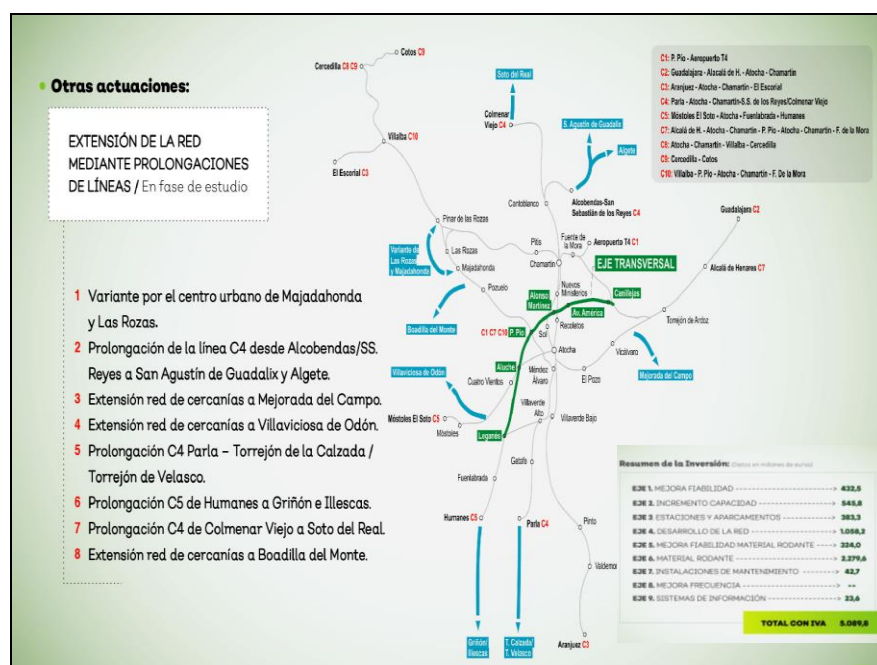 Otras actuaciones:
EXTENSIÓN DE LA RED
MEDIANTE PROLONGACIONES
DE LÍNEAS / En fase de estudio
1 Variante por el centro urbano de Majadahonda
y Las Rozas.
2 Prolongación de la línea C4 desde Alcobendas/SS.
Reyes a San Agustín de Guadalix y Algete.
3 Extensión red de cercanías a Mejorada del Campo.
4 Extensión red de cercanías a Villaviciosa de Odón.
5 Prolongación C4 Parla – Torrejón de la Calzada /
Torrejón de Velasco.
6 Prolongación C5 de Humanes a Griñón e Illescas.
7 Prolongación C4 de Colmenar Viejo a Soto del Real.
8 Extensión red de cercanías a Boadilla del Monte.
C1: P. Pío - Aeropuerto T4
C2: Guadalajara - Alacalá de H. - Atocha - Chamartín
C3: Aranjuez - Atocha - Chamartín - El Escorial
C4: Parla - Atocha - Chamartín-S.S. de los Reyes/Colmenar Viejo
C5: Móstoles El Soto - Atocha - Fuenlabrada - Humanes
C7: Alcalá de H. - Atocha - Chamartín - P. Pío - Atocha - Chamartín - F. de la Mora
C8: Atocha - Chamartín - Villalba - Cercedilla
C9: Cercedilla - Cotos
C10: Villalba - P. Pío - Atocha - Chamartín - F. De la Mora
Cotos C9
Cercedilla C8 C9
Soto del Real
Colmenar
Viejo C4
S. Agustín de Guadalix
Algete
Villalba C10
El Escorial C3
Alcobendas-San
Sebastián de los Reyes C4
Cantoblanco
Guadalajara C2
Pinar de las Rozas
Las Rozas
Majadahonda
Pozuelo
Variante de
Las Rozas
y Majadahonda
Boadilla del Monte
Pitis
Fuente de
la Mora
Aeropuerto T4 C1
Chamartín
EJE TRANSVERSAL
Alcalá de Henares C7
Nuevos
Ministerios
Alonso
Martínez
Canillejas
Av. América
Recoletos
Torrejón de Ardoz
C1 C7 C10 P. Pío
Sol
Atocha
Vicálvaro
Mejorada del Campo
Aluche
Cuatro Vientos
Méndez
Álvaro
El Pozo
Villaviciosa de Odón
Móstoles El Soto C5
Móstoles
Villaverde
Alto
Villaverde Bajo
Leganés
Getafe
Fuenlabrada
Humanes C5
Parla C4
Pinto
Valdemor
Griñón/
Illescas
T. Calzada/
T. Velasco
Aranjuez C3
Resumen de la Inversión: (Datos en millones de euros)
EJE 1. MEJORA FIABILIDAD 432,5
EJE 2. INCREMENTO CAPACIDAD 545,8
EJE 3 ESTACIONES Y APARCAMIENTOS 383,3
EJE 4. DESARROLLO DE LA RED 1.058,2
EJE 5. MEJORA FIABILIDAD MATERIAL RODANTE 324,0
EJE 6. MATERIAL RODANTE 2.279,6
EJE 7. INSTALACIONES DE MANTENIMIENTO 42,7
EJE 8. MEJORA FRECUENCIA --
EJE 9. SISTEMAS DE INFORMACIÓN 23,6
TOTAL CON IVA 5.089,8